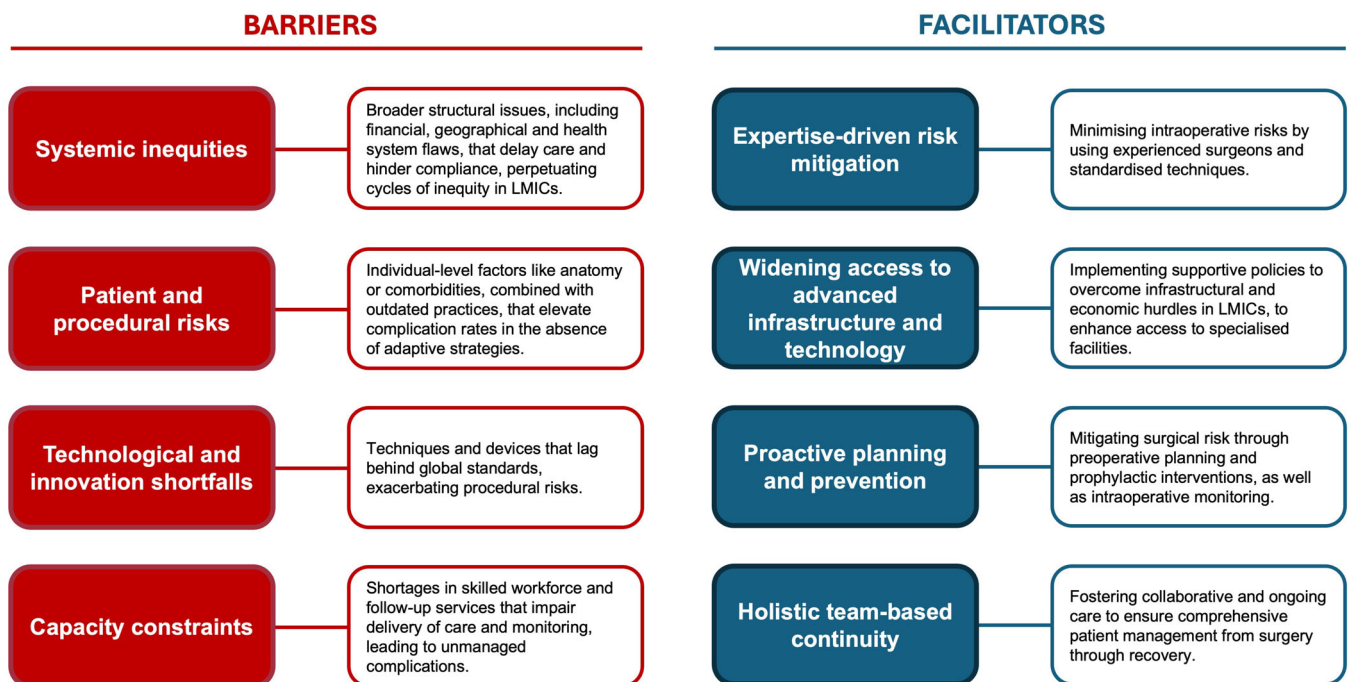 BARRIERS
Systemic inequities
Broader structural issues, including
financial, geographical and health
system flaws, that delay care and
hinder compliance, perpetuating
cycles of inequity in LMICs.
Patient and
procedural risks
Individual-level factors like anatomy
or comorbidities, combined with
outdated practices, that elevate
complication rates in the absence
of adaptive strategies.
Technological and
innovation shortfalls
Techniques and devices that lag
behind global standards,
exacerbating procedural risks.
Capacity constraints
Shortages in skilled workforce and
follow-up services that impair
delivery of care and monitoring,
leading to unmanaged
complications.
FACILITATORS
Expertise-driven risk
mitigation
Minimising intraoperative risks by
using experienced surgeons and
standardised techniques.
Widening access to
advanced
infrastructure and
technology
Implementing supportive policies to
overcome infrastructural and
economic hurdles in LMICs, to
enhance access to specialised
facilities.
Proactive planning
and prevention
Mitigating surgical risk through
preoperative planning and
prophylactic interventions, as well
as intraoperative monitoring.
Holistic team-based
continuity
Fostering collaborative and ongoing
care to ensure comprehensive
patient management from surgery
through recovery.